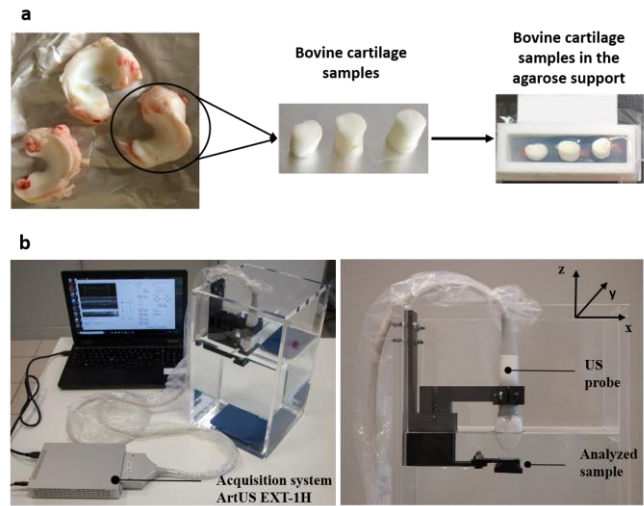 a
Bovine cartilage
samples
Bovine cartilage
samples in the
agarose support
b
Acquisition system
ArtUS EXT-1H
z
y
x
US
probe
Analyzed
sample